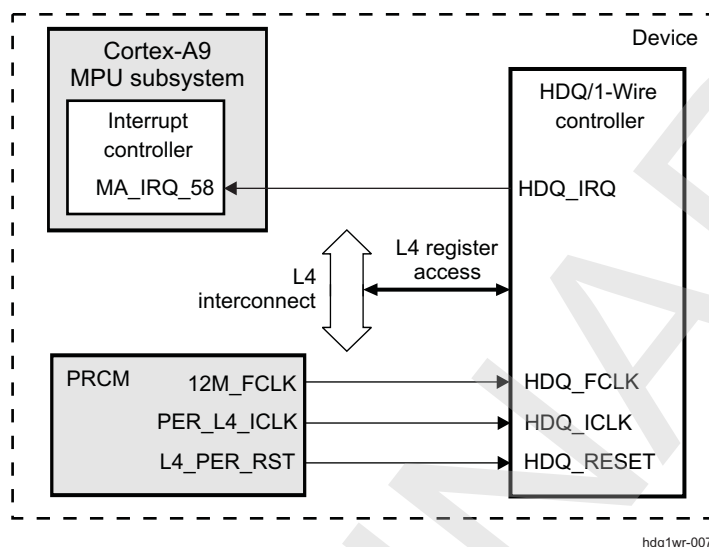 Device
Cortex-A9
MPU subsystem
Interrupt
controller
MA_IRQ_58
HDQ/1-Wire
controller
HDQ_IRQ
L4 register
access
L4
interconnect
PRCM
12M_FCLK
HDQ_FCLK
PER_L4_ICLK
HDQ_ICLK
L4_PER_RST
HDQ_RESET
hdq1wr-007